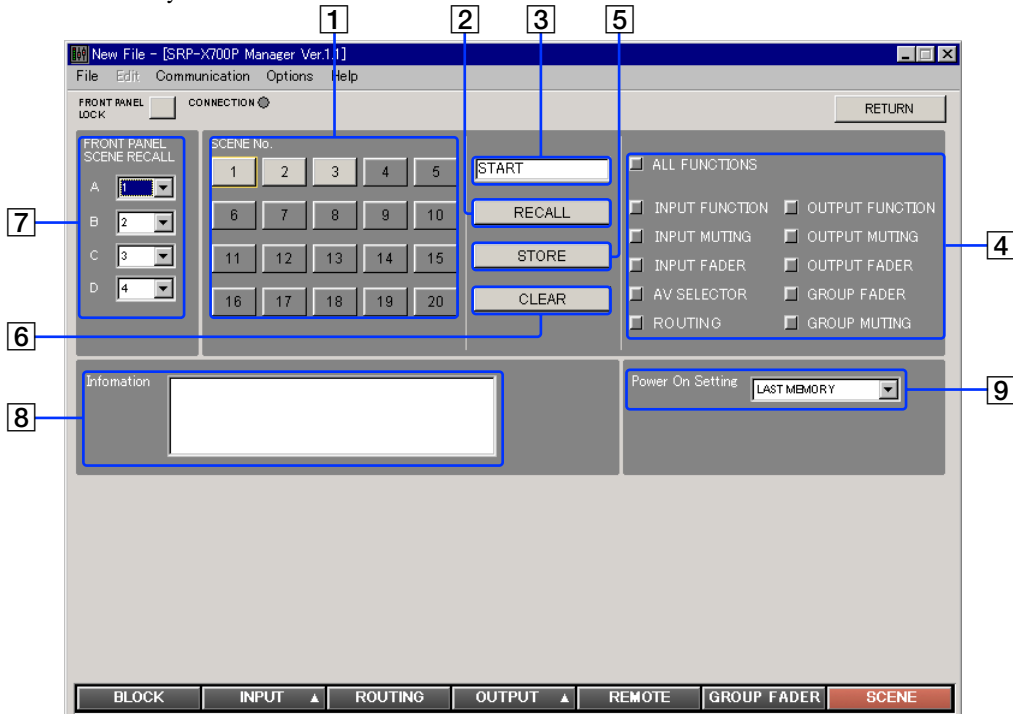 1 2 3 5
New File - [SRP-X700P Manager Ver.1.1]
File Edit Communication Options Help
FRONT PANEL LOCK
CONNECTION
RETURN
FRONT PANEL
SCENE RECALL
A 1
B 2
C 3
D 4
7
SCENE No.
1 2 3 4 5
6 7 8 9 10
11 12 13 14 15
16 17 18 19 20
START
RECALL
STORE
CLEAR
6
ALL FUNCTIONS
INPUT FUNCTION OUTPUT FUNCTION
INPUT MUTING OUTPUT MUTING
INPUT FADER OUTPUT FADER
AV SELECTOR GROUP FADER
ROUTING GROUP MUTING
4
Infomation
8
Power On Setting LAST MEMORY
9
BLOCK INPUT ▲ ROUTING OUTPUT ▲ REMOTE GROUP FADER SCENE